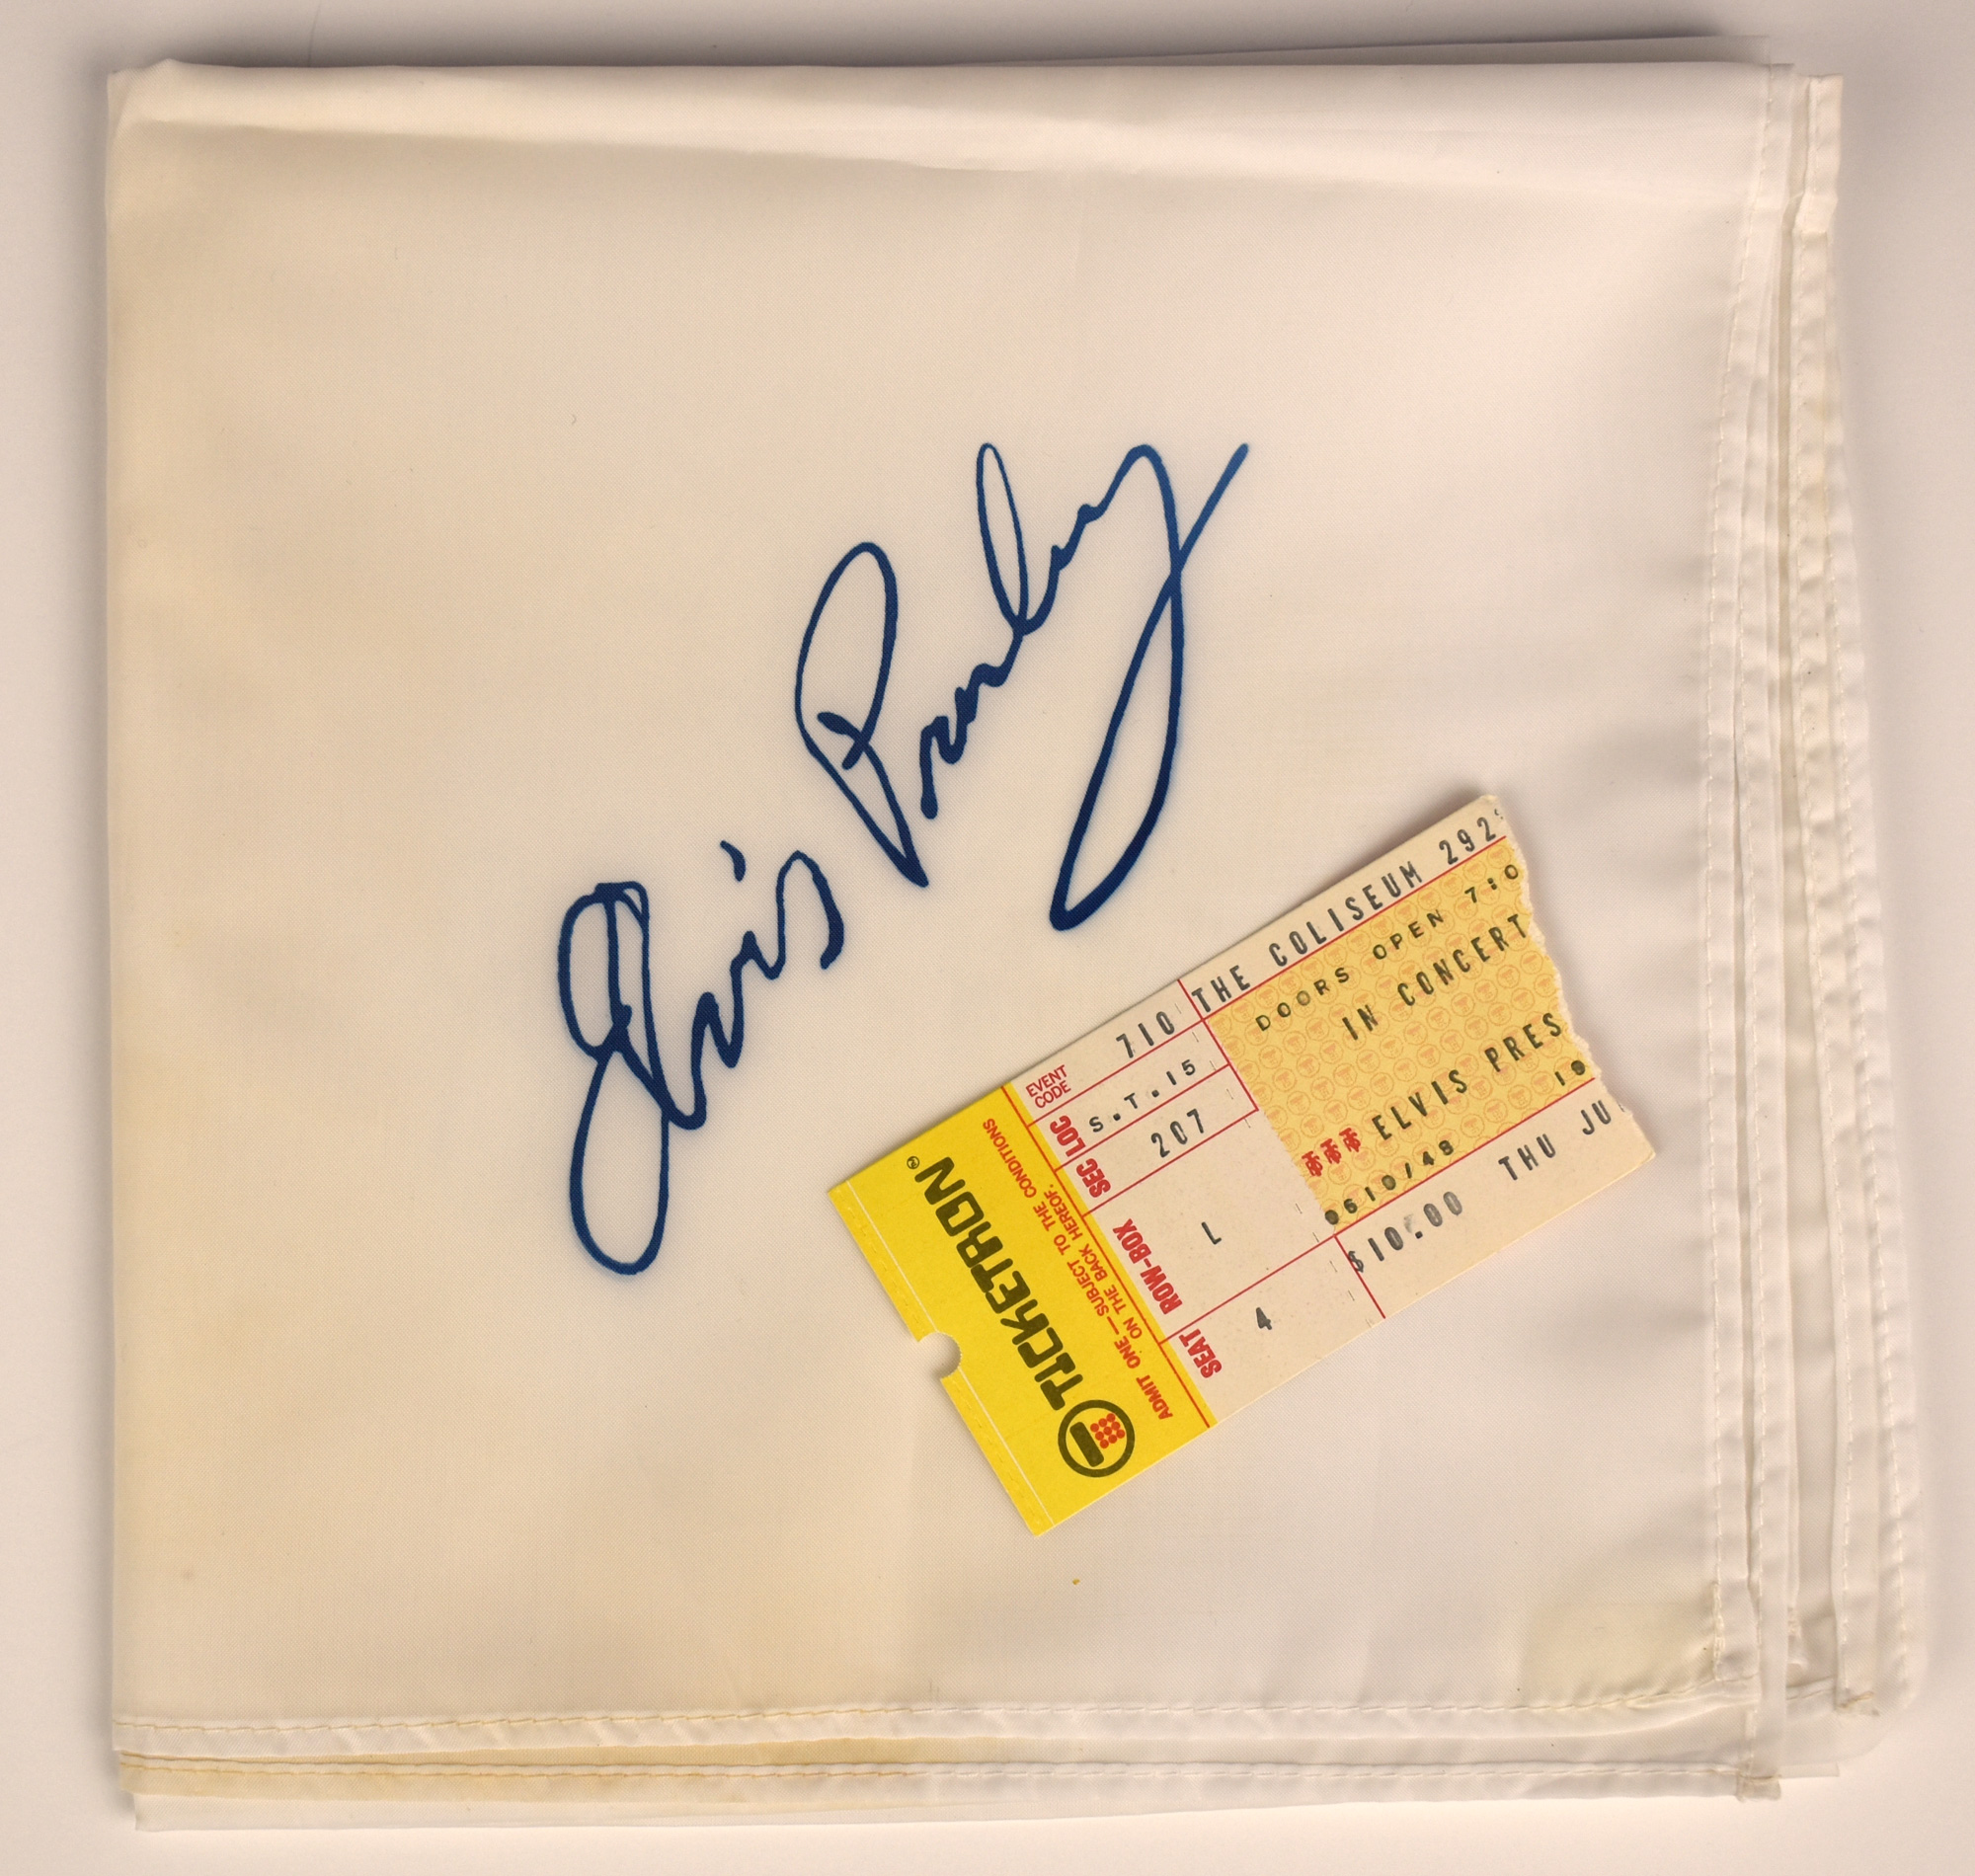 Elvis Presley
THE COLISEUM 292
DOORS OPEN 7:0
IN CONCERT
*** ELVIS PRES
0610/48 10
$10.00 THU JU
EVENT CODE 710
SEC LOC S.T.15
207
ROW-BOX L
SEAT 4
ADMIT ONE—SUBJECT TO THE CONDITIONS
ON THE BACK HEREOF.
TICKETRON®